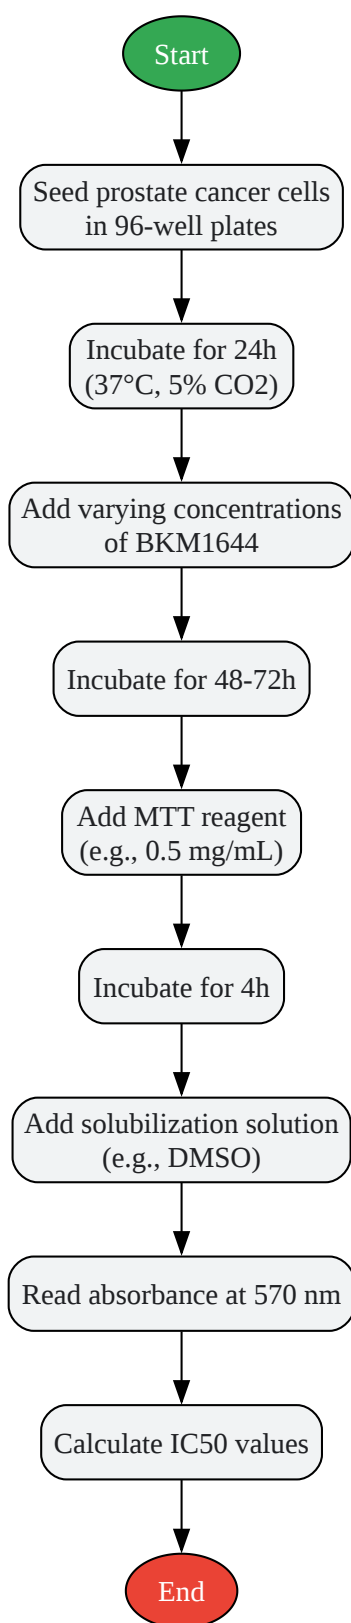 Start
Seed prostate cancer cells
in 96-well plates
Incubate for 24h
(37°C, 5% CO2)
Add varying concentrations
of BKM1644
Incubate for 48-72h
Add MTT reagent
(e.g., 0.5 mg/mL)
Incubate for 4h
Add solubilization solution
(e.g., DMSO)
Read absorbance at 570 nm
Calculate IC50 values
End